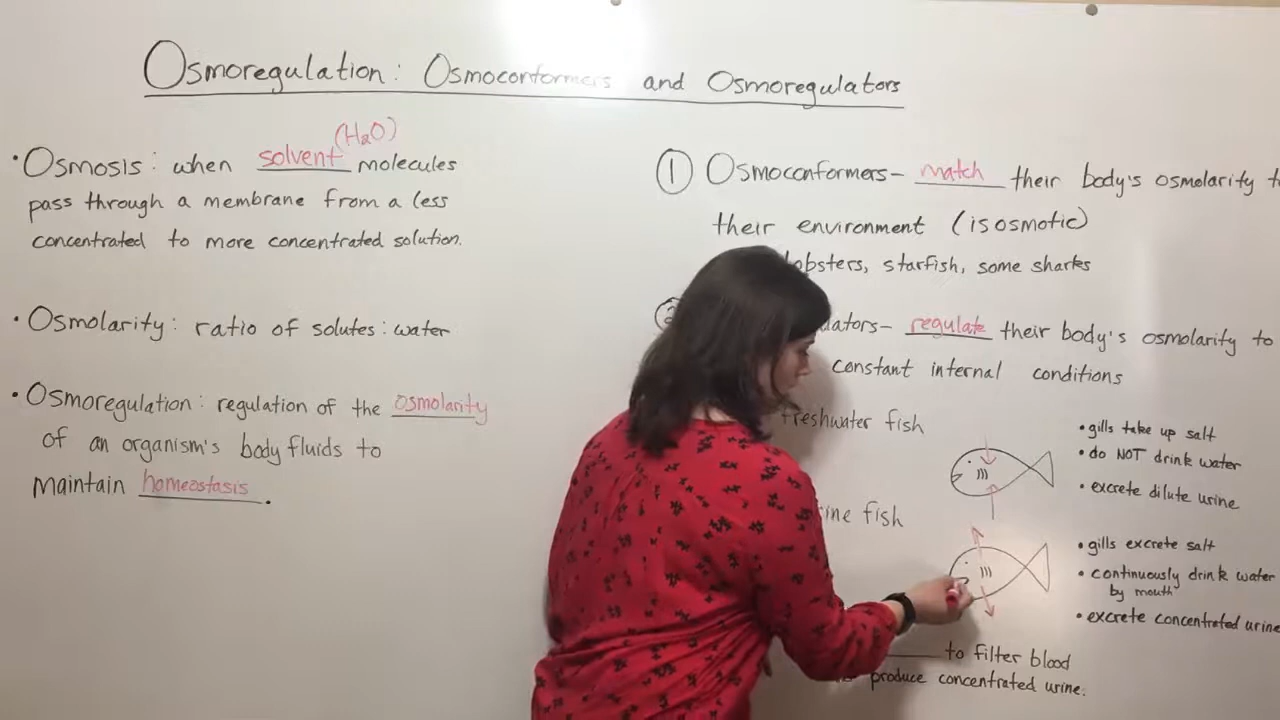 Osmoregulation: Osmoconformers and Osmoregulators
(H2O)
• Osmosis: when solvent molecules
pass through a membrane from a less
concentrated to more concentrated solution.
• Osmolarity: ratio of solutes: water
• Osmoregulation: regulation of the osmolarity
of an organism's body fluids to
maintain homeostasis.
① Osmoconformers- match their body's osmolarity
their environment (isosmotic)
lobsters, starfish, some sharks
regulate their body's osmolarity to
constant internal conditions
freshwater fish
• gills take up salt
• do NOT drink water
• excrete dilute urine
fish
• gills excrete salt
• continuously drink water
by mouth
• excrete concentrated urine
to filter blood
produce concentrated urine.